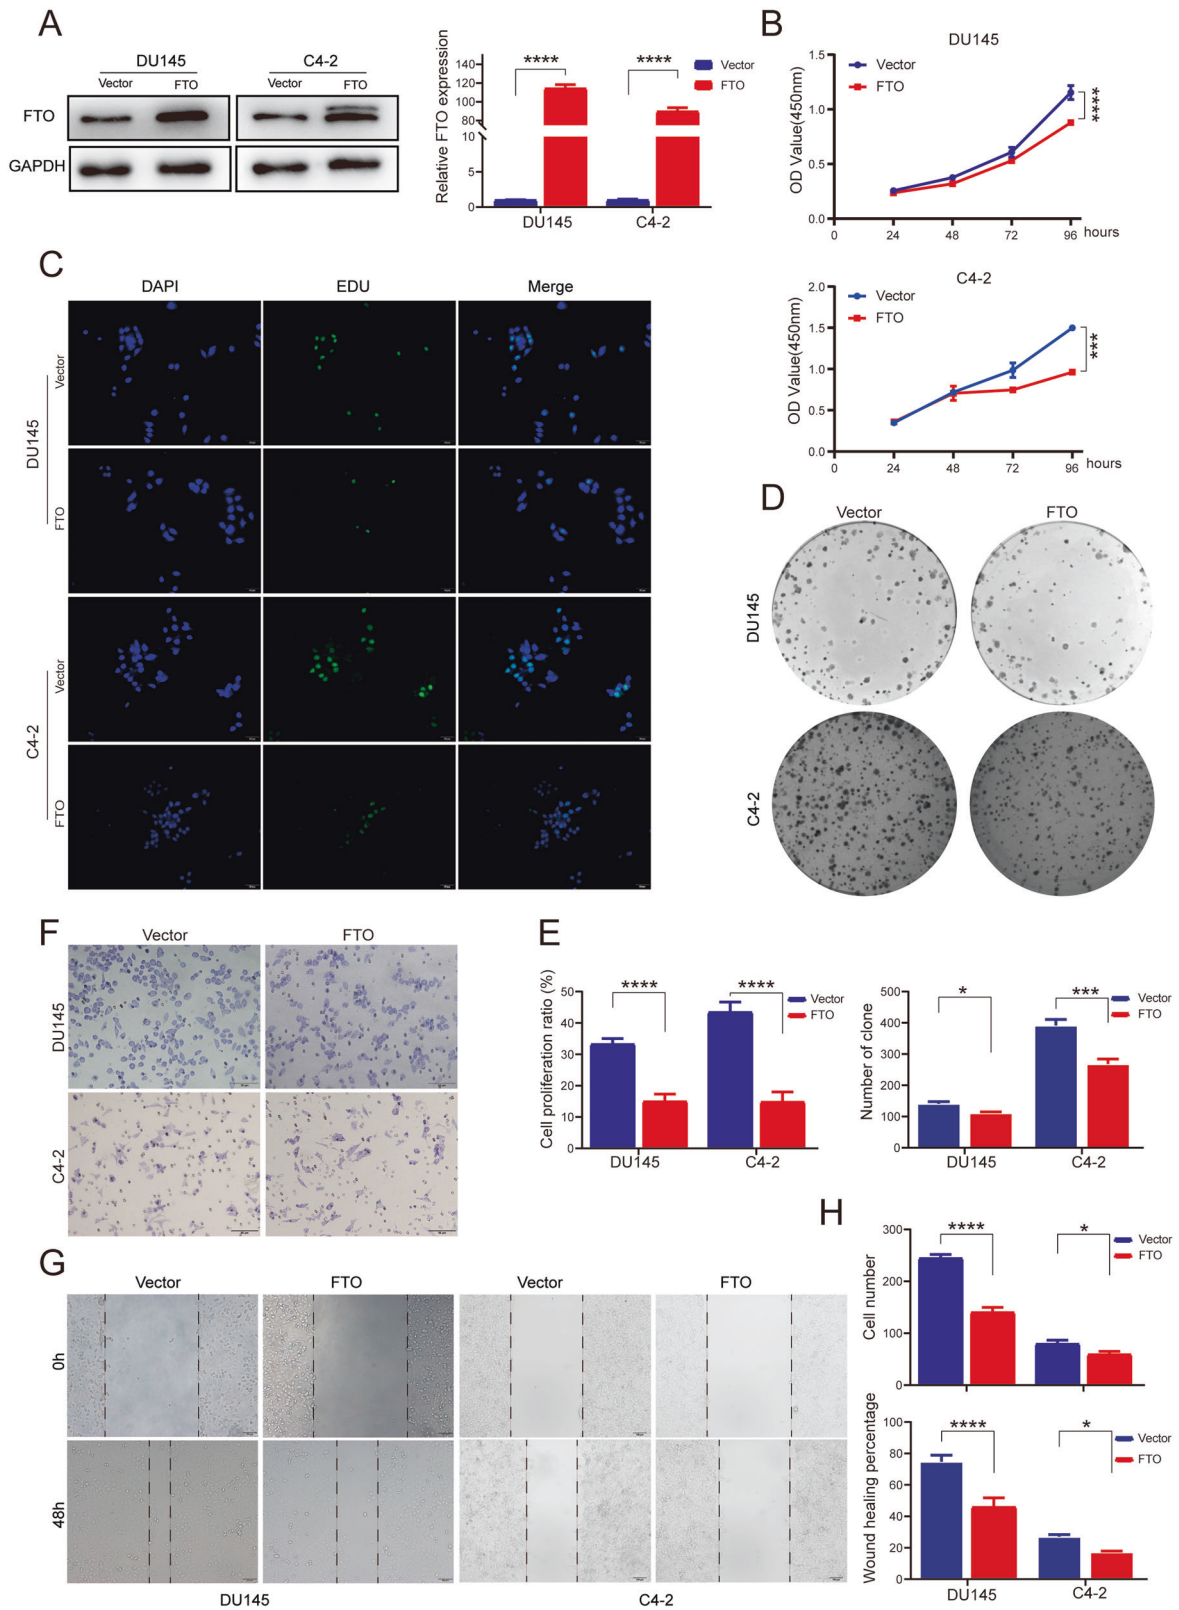 A
DU145 C4-2
Vector FTO Vector FTO
FTO
GAPDH
Relative FTO expression
140
120
100
80
10
5
0
**** ****
Vector
FTO
DU145 C4-2
B
DU145
OD Value(450nm)
1.5
1.0
0.5
0.0
Vector
FTO
****
0 24 48 72 96 hours
C4-2
OD Value(450nm)
2.0
1.5
1.0
0.5
0.0
Vector
FTO
***
0 24 48 72 96 hours
C
DAPI EDU Merge
DU145
Vector
FTO
C4-2
Vector
FTO
D
Vector FTO
DU145
C4-2
F
Vector FTO
DU145
C4-2
E
Cell proliferation ratio (%)
50
40
30
20
10
0
**** ****
Vector
FTO
DU145 C4-2
Number of clone
500
400
300
200
100
0
* ***
Vector
FTO
DU145 C4-2
G
Vector FTO Vector FTO
0h
48h
DU145 C4-2
H
Cell number
300
200
100
0
**** *
Vector
FTO
Wound healing percentage
100
80
60
40
20
0
**** *
Vector
FTO
DU145 C4-2